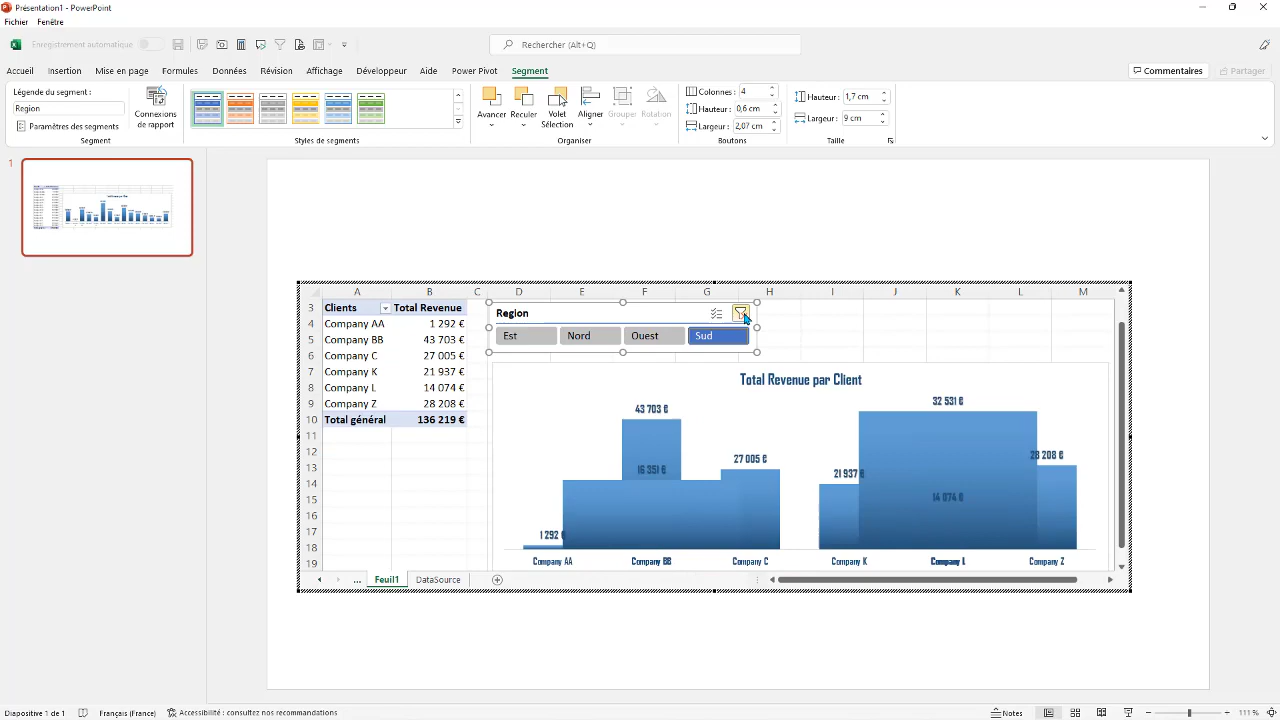 Présentation1 - PowerPoint
Fichier Fenêtre
Enregistrement automatique
Rechercher (Alt+Q)
Accueil Insertion Mise en page Formules Données Révision Affichage Développeur Aide Power Pivot Segment
Commentaires Partager
Légende du segment :
Region
Paramètres des segments
Segment
Connexions
de rapport
Styles de segments
Avancer Reculer Volet
Sélection
Aligner Grouper Rotation
Organiser
Colonnes : 4
Hauteur : 0,6 cm
Largeur : 2,07 cm
Boutons
Hauteur : 1,7 cm
Largeur : 9 cm
Taille
1
A B C D E F G H I J K L M
3 Clients Total Revenue
4 Company AA 1 292 €
5 Company BB 43 703 €
6 Company C 27 005 €
7 Company K 21 937 €
8 Company L 14 074 €
9 Company Z 28 208 €
10 Total général 136 219 €
11
12
13
14
15
16
17
18
19
Region
Est Nord Ouest Sud
Total Revenue par Client
32 531 €
43 703 €
28 208 €
27 005 €
16 351 €
21 937 €
14 074 €
1 292 €
Company AA Company BB Company C Company K Company L Company Z
... Feuil1 DataSource
Diapositive 1 de 1 Français (France) Accessibilité : consultez nos recommandations
Notes 111 %